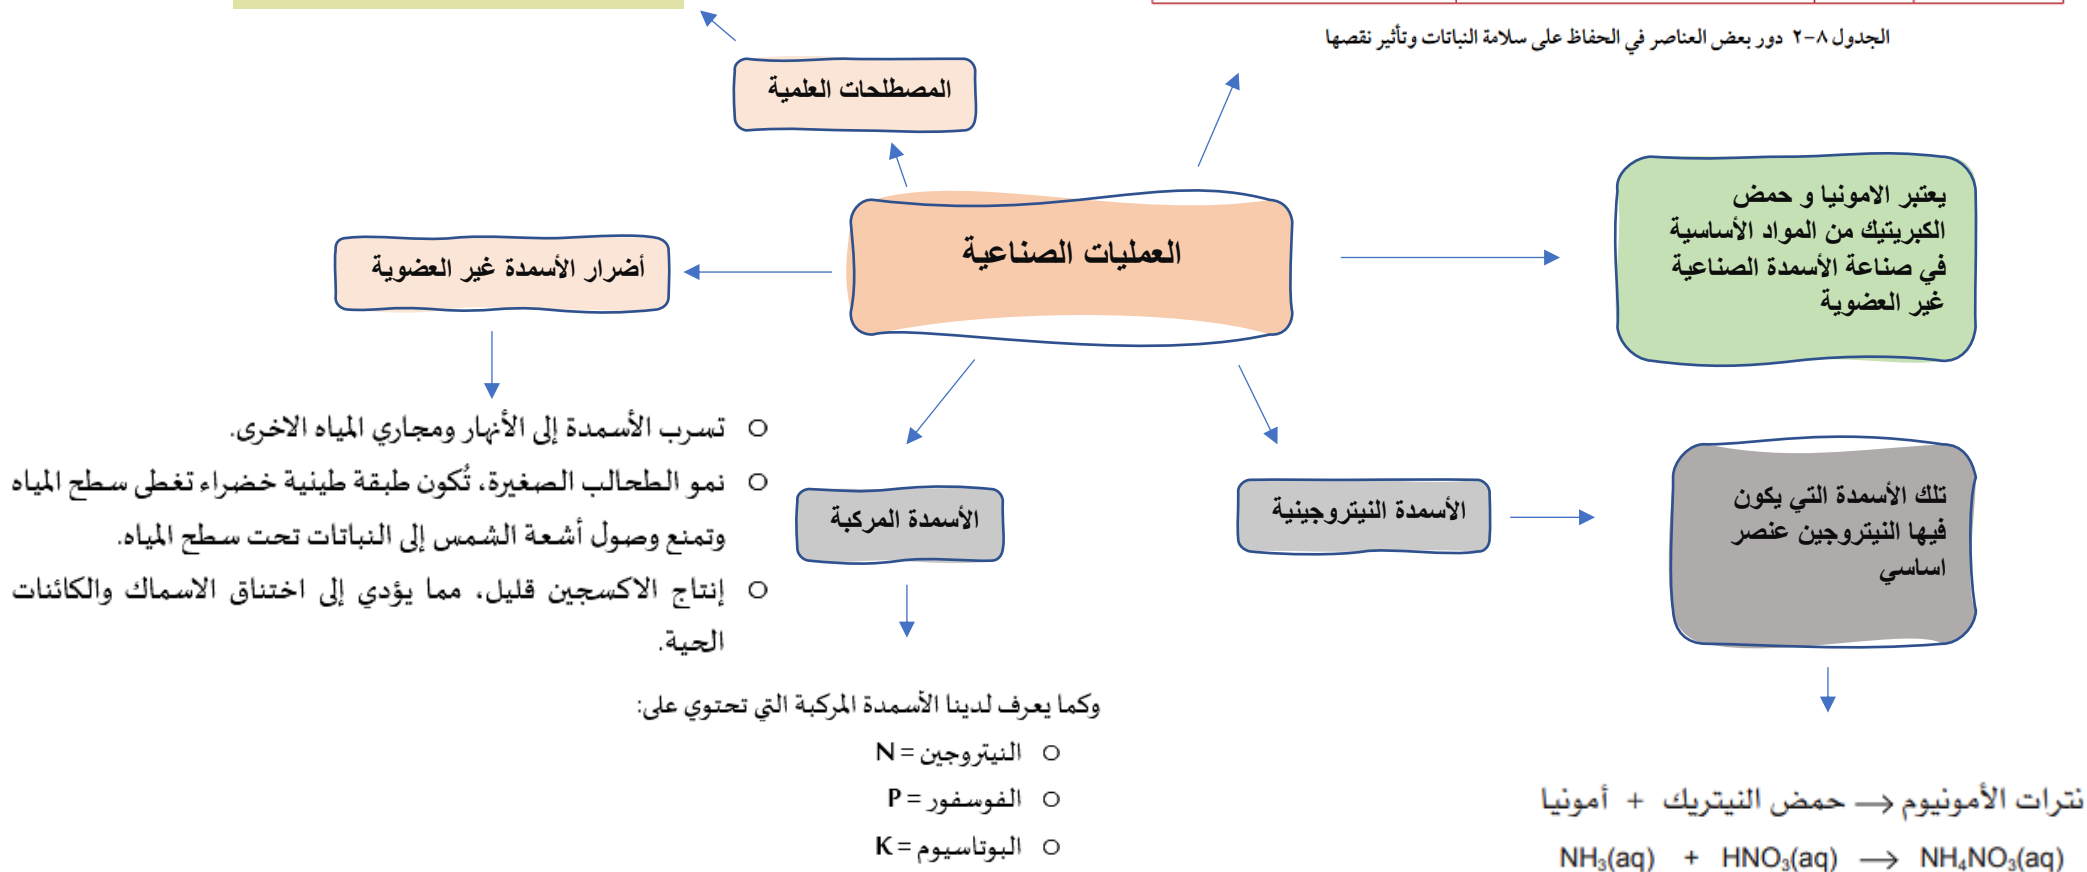 الجدول ٨-٢ دور بعض العناصر في الحفاظ على سلامة النباتات وتأثير نقصها
المصطلحات العلمية
العمليات الصناعية
يعتبر الامونيا و حمض
الكبريتيك من المواد الأساسية
في صناعة الأسمدة الصناعية
غير العضوية
أضرار الأسمدة غير العضوية
○ تسرب الأسمدة إلى الأنهار ومجاري المياه الاخرى.
○ نمو الطحالب الصغيرة، تُكون طبقة طينية خضراء تغطى سطح المياه
وتمنع وصول أشعة الشمس إلى النباتات تحت سطح المياه.
○ إنتاج الاكسجين قليل، مما يؤدي إلى اختناق الاسماك والكائنات
الحية.
الأسمدة المركبة
وكما يعرف لدينا الأسمدة المركبة التي تحتوي على:
○ النيتروجين = N
○ الفوسفور = P
○ البوتاسيوم = K
الأسمدة النيتروجينية
تلك الأسمدة التي يكون
فيها النيتروجين عنصر
اساسي
نترات الأمونيوم ← حمض النيتريك + أمونيا
NH₃(aq) + HNO₃(aq) → NH₄NO₃(aq)